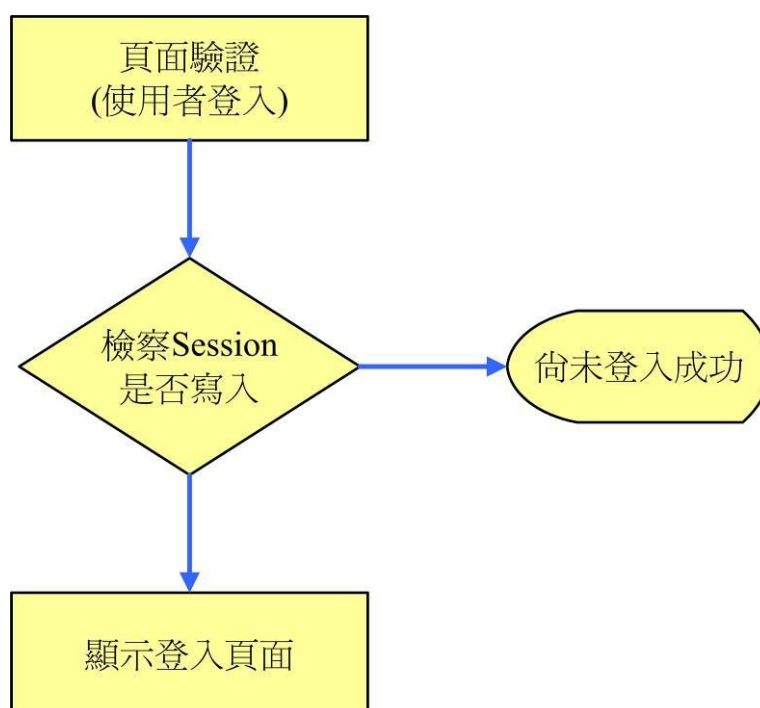 頁面驗證
(使用者登入)
檢察Session
是否寫入
尚未登入成功
顯示登入頁面